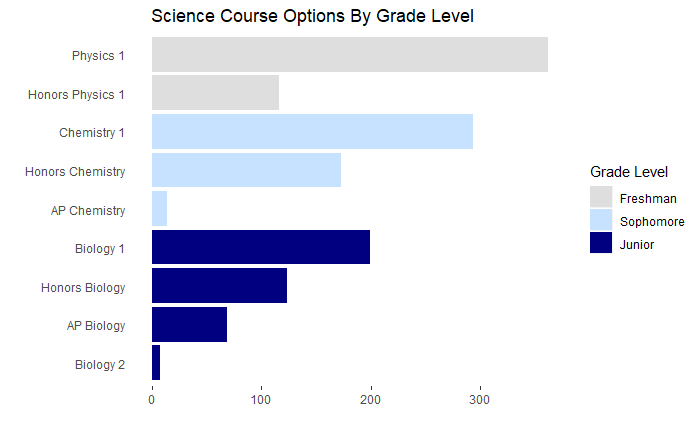 Science Course Options By Grade Level
Physics 1
Honors Physics 1
Chemistry 1
Honors Chemistry
AP Chemistry
Biology 1
Honors Biology
AP Biology
Biology 2
0 100 200 300
Grade Level
Freshman
Sophomore
Junior